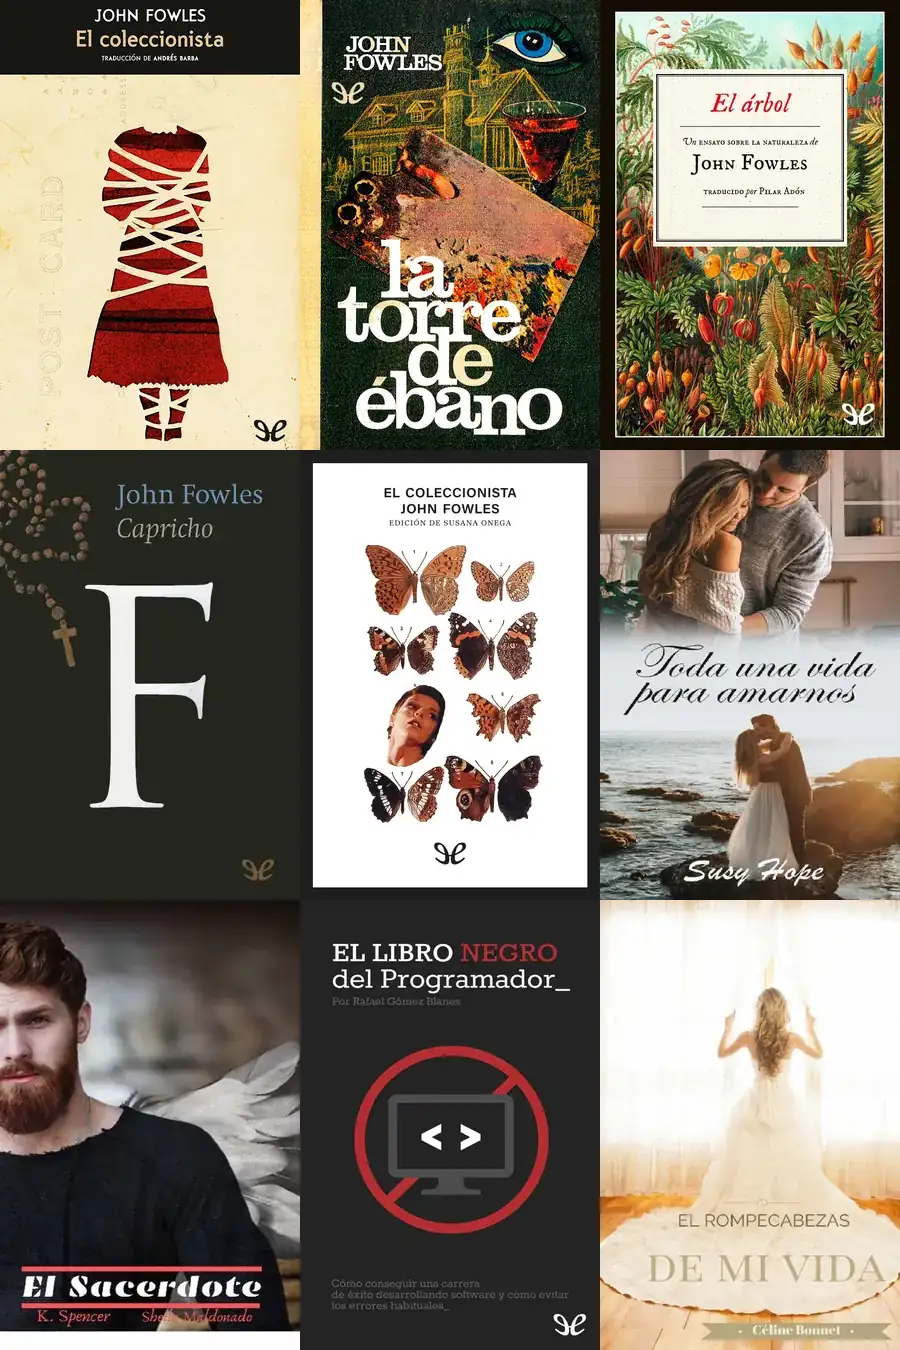 JOHN FOWLES
El coleccionista
TRADUCCIÓN DE ANDRÉS BARBA
POST CARD
JOHN
FOWLES
la
torre
de
ébano
El árbol
Un ENSAYO SOBRE LA NATURALEZA de
JOHN FOWLES
TRADUCIDO por PILAR ADÓN
John Fowles
Capricho
F
EL COLECCIONISTA
JOHN FOWLES
EDICIÓN DE SUSANA ONEGA
Toda una vida
para amarnos
Susy Hope
El Sacerdote
K. Spencer Sheila Maldonado
EL LIBRO NEGRO
del Programador_
Por Rafael Gómez Blanes
< >
Cómo conseguir una carrera
de éxito desarrollando software y cómo evitar
los errores habituales_
EL ROMPECABEZAS
DE MI VIDA
· Céline Bonnet ·